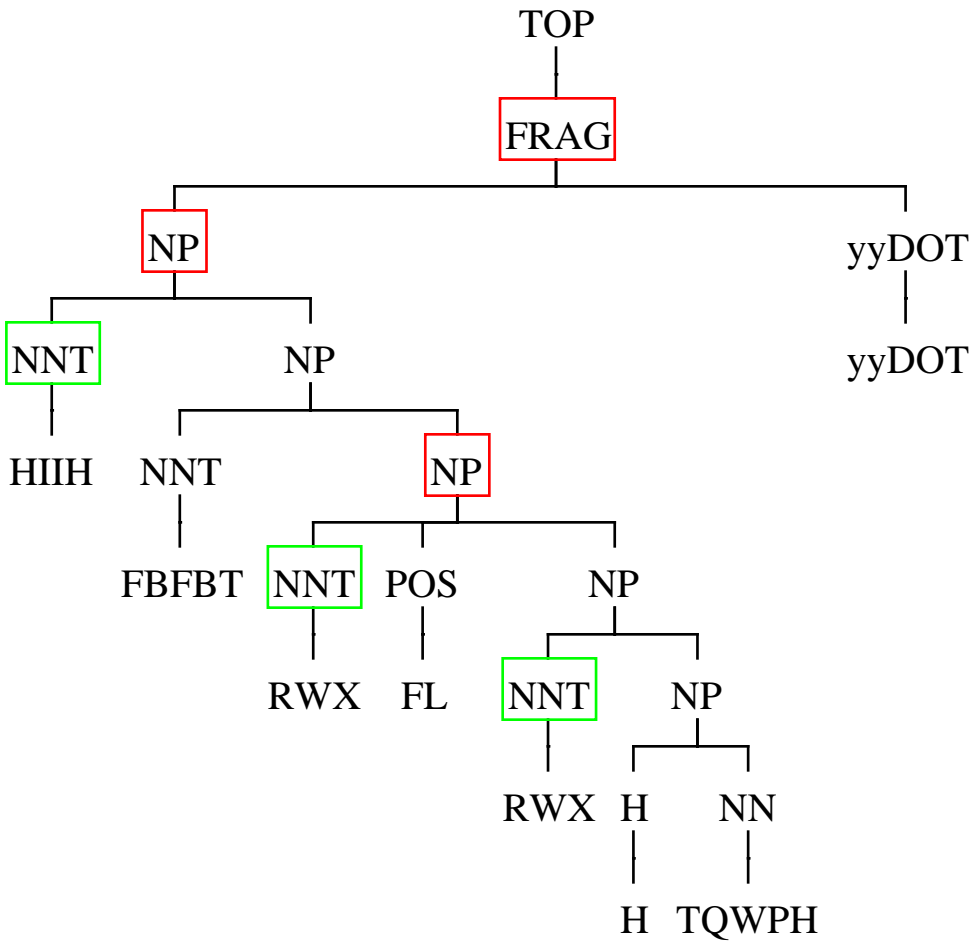 TOP
FRAG
NP yyDOT
NNT NP yyDOT
HIIH NNT NP
FBFBT NNT POS NP
RWX FL NNT NP
RWX H NN
H TQWPH